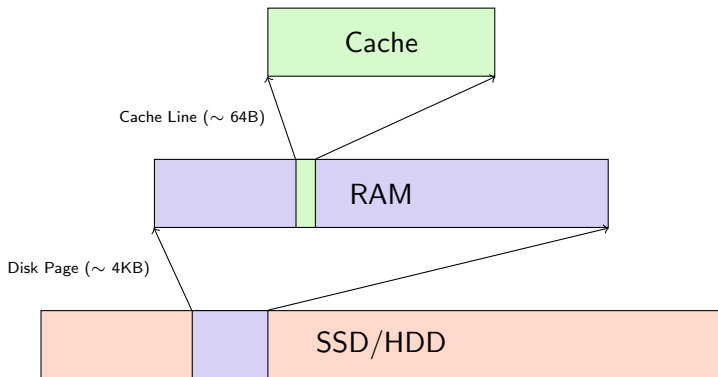 Cache
Cache Line (∼ 64B)
RAM
Disk Page (∼ 4KB)
SSD/HDD